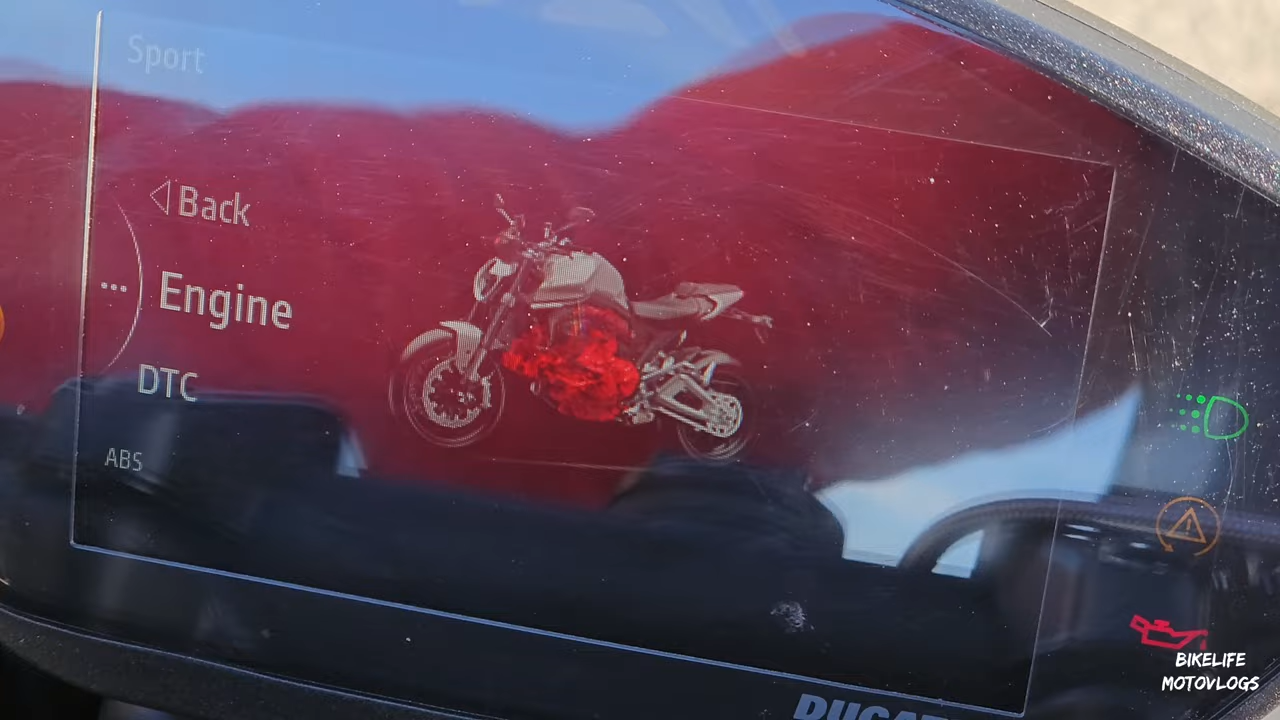 Sport
Back
... Engine
DTC
ABS
BIKELIFE
MOTOVLOGS